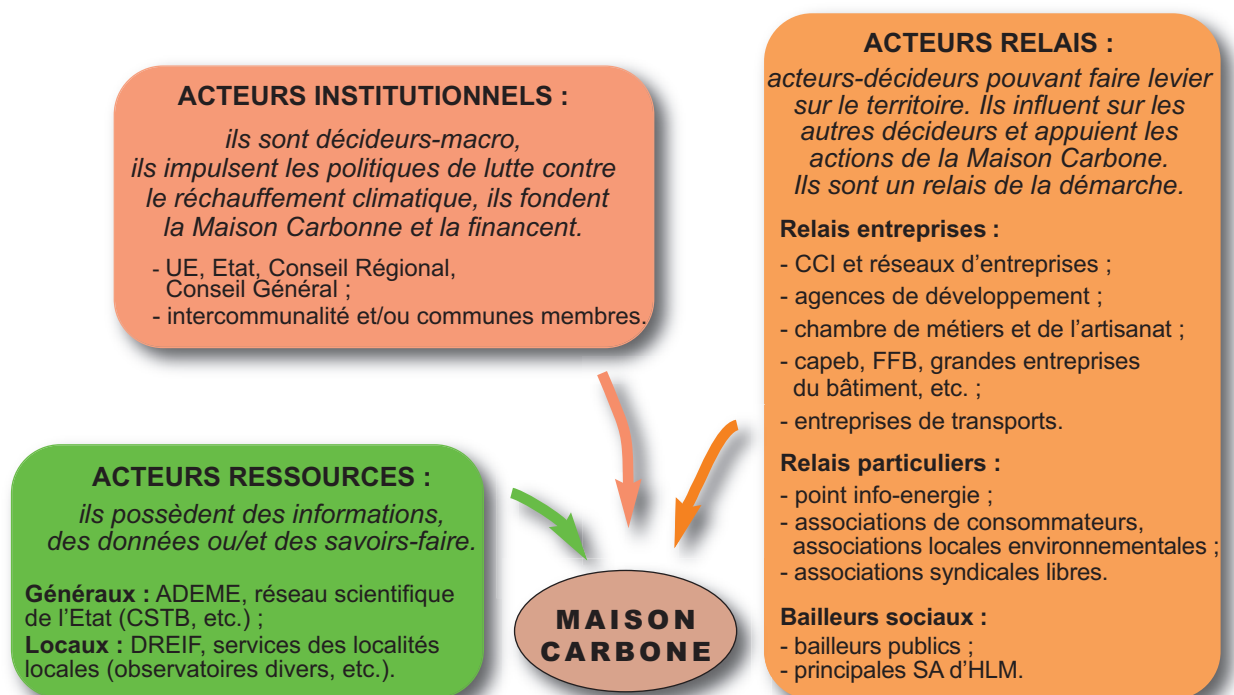 ACTEURS INSTITUTIONNELS :
ils sont décideurs-macro,
ils impulsent les politiques de lutte contre
le réchauffement climatique, ils fondent
la Maison Carbonne et la financent.
- UE, Etat, Conseil Régional,
Conseil Général ;
- intercommunalité et/ou communes membres.
ACTEURS RELAIS :
acteurs-décideurs pouvant faire levier
sur le territoire. Ils influent sur les
autres décideurs et appuient les
actions de la Maison Carbone.
Ils sont un relais de la démarche.
Relais entreprises :
- CCI et réseaux d’entreprises ;
- agences de développement ;
- chambre de métiers et de l’artisanat ;
- capeb, FFB, grandes entreprises
du bâtiment, etc. ;
- entreprises de transports.
Relais particuliers :
- point info-energie ;
- associations de consommateurs,
associations locales environnementales ;
- associations syndicales libres.
Bailleurs sociaux :
- bailleurs publics ;
- principales SA d’HLM.
ACTEURS RESSOURCES :
ils possèdent des informations,
des données ou/et des savoirs-faire.
Généraux : ADEME, réseau scientifique
de l’Etat (CSTB, etc.) ;
Locaux : DREIF, services des localités
locales (observatoires divers, etc.).
MAISON
CARBONE